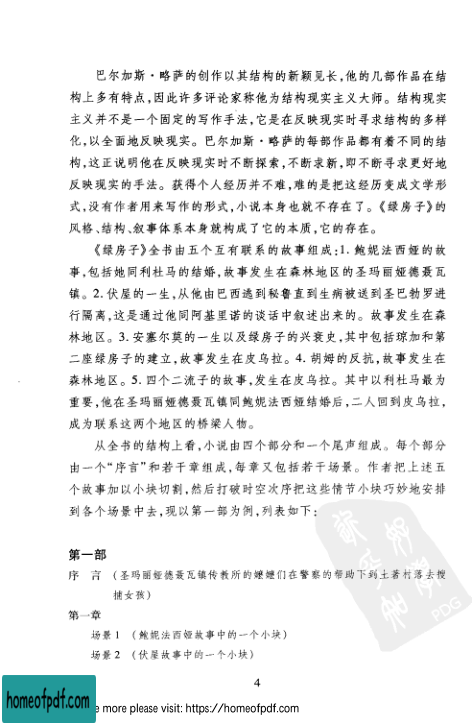 巴尔加斯·略萨的创作以其结构的新颖见长,他的几部作品在结
构上多有特点,因此许多评论家称他为结构现实主义大师。结构现实
主义并不是一个固定的写作手法,它是在反映现实时寻求结构的多样
化,以全面地反映现实。巴尔加斯·略萨的每部作品都有着不同的结
构,这正说明他在反映现实时不断探索,不断求新,即不断寻求更好地
反映现实的手法。获得个人经历并不难,难的是把这经历变成文学形
式,没有作者用来写作的形式,小说本身也就不存在了。《绿房子》的
风格、结构、叙事体系本身就构成了它的本质,它的存在。
《绿房子》全书由五个互有联系的故事组成:1. 鲍妮法西娅的故
事,包括她同利杜马的结婚,故事发生在森林地区的圣玛丽娅德聂瓦
镇。2. 伏屋的一生,从他由巴西逃到秘鲁直到生病被送到圣巴勃罗进
行隔离,这是通过他同阿基里诺的谈话中叙述出来的。故事发生在森
林地区。3. 安塞尔莫的一生以及绿房子的兴衰史,其中包括琼加和第
二座绿房子的建立,故事发生在皮乌拉。4. 胡姆的反抗,故事发生在
森林地区。5. 四个二流子的故事,发生在皮乌拉。其中以利杜马最为
重要,他在圣玛丽娅德聂瓦镇同鲍妮法西娅结婚后,二人回到皮乌拉,
成为联系这两个地区的桥梁人物。
从全书的结构上看,小说由四个部分和一个尾声组成。每个部分
由一个“序言”和若干章组成,每章又包括若干场景。作者把上述五
个故事加以小块切割,然后打破时空次序把这些情节小块巧妙地安排
到各个场景中去,现以第一部为例,列表如下:
第一部
序 言 (圣玛丽娅德聂瓦镇传教所的嬷嬷们在警察的帮助下到土著村落去搜
捕女孩)
第一章
场景 1 (鲍妮法西娅故事中的一个小块)
场景 2 (伏屋故事中的一个小块)
4
homeofpdf.com
e more please visit: https://homeofpdf.com
PDG